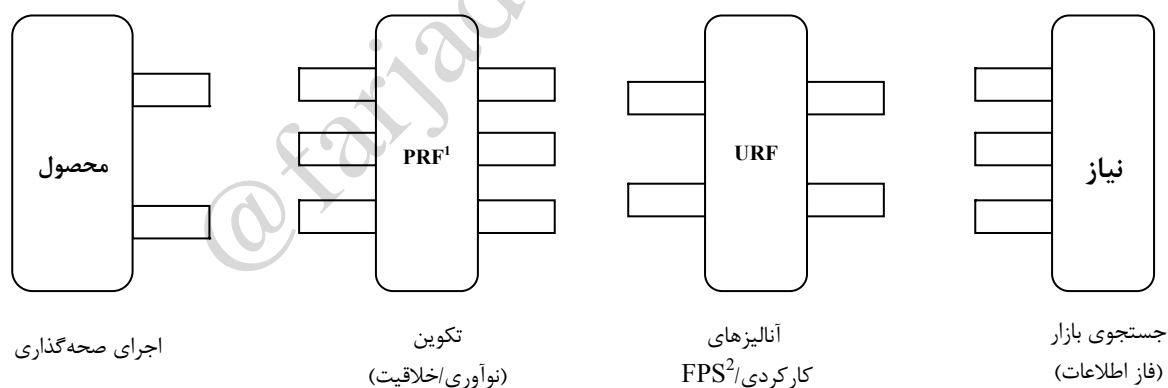 نیاز
URF
PRF¹
محصول
جستجوی بازار
(فاز اطلاعات)
آنالیزهای
کارکردی/FPS²
تکوین
(نوآوری/خلاقیت)
اجرای صحه‌گذاری